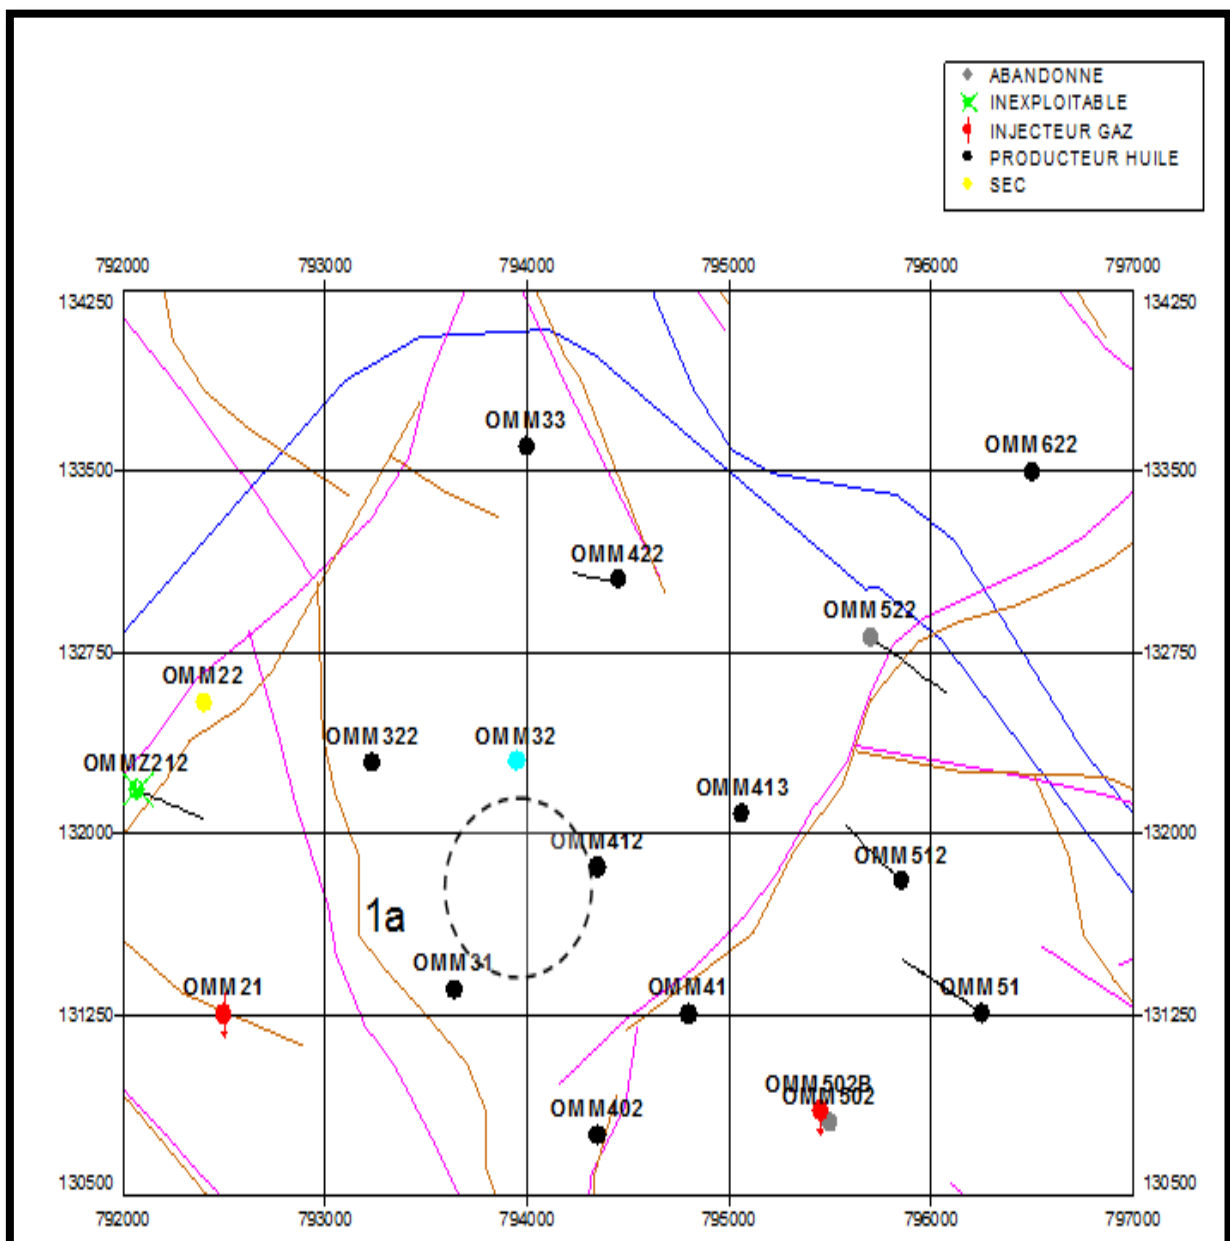 ABANDONNE
INEXPLOITABLE
INJECTEUR GAZ
PRODUCTEUR HUILE
SEC
792000 793000 794000 795000 796000 797000
134250 134250
OMM33
OMM622
133500 133500
OMM422
OMM522
132750 132750
OMM22
OMM322 OMM32
OMMZ212
OMM413
132000 132000
OMM412
OMM512
1a
OMM31
OMM21 OMM41 OMM51
131250 131250
OMM502B
OMM502
OMM402
130500 130500
792000 793000 794000 795000 796000 797000